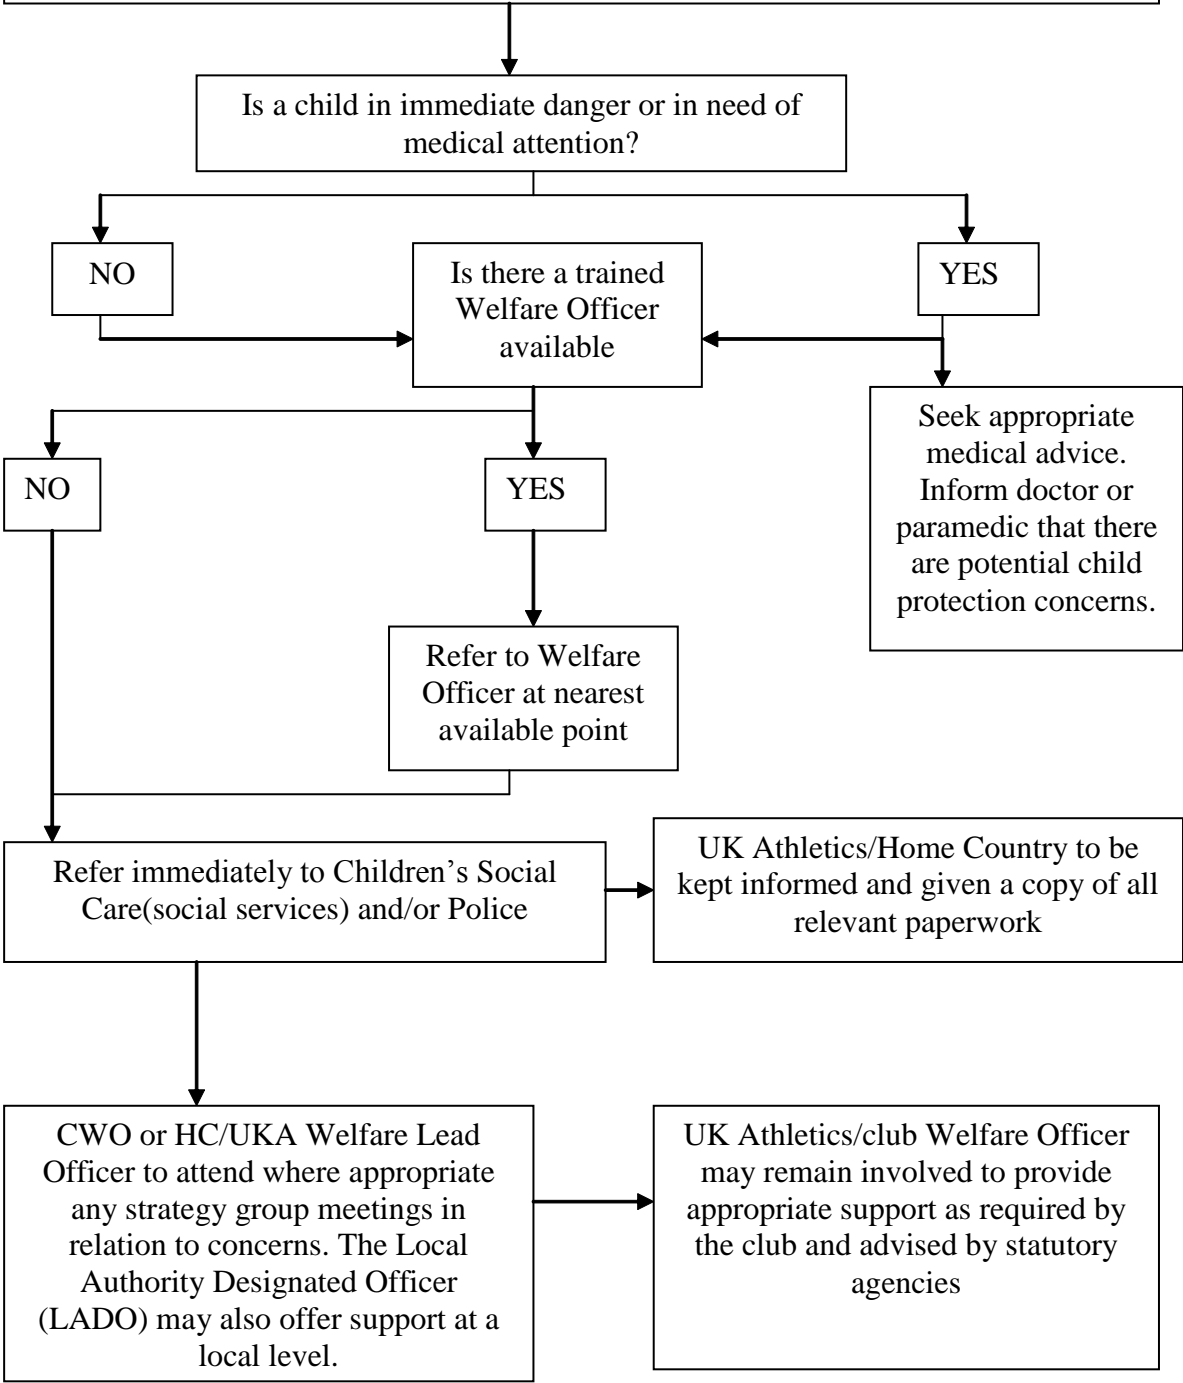 Is a child in immediate danger or in need of
medical attention?
NO
Is there a trained
Welfare Officer
available
YES
Seek appropriate
medical advice.
Inform doctor or
paramedic that there
are potential child
protection concerns.
NO
YES
Refer to Welfare
Officer at nearest
available point
Refer immediately to Children’s Social
Care(social services) and/or Police
UK Athletics/Home Country to be
kept informed and given a copy of all
relevant paperwork
CWO or HC/UKA Welfare Lead
Officer to attend where appropriate
any strategy group meetings in
relation to concerns. The Local
Authority Designated Officer
(LADO) may also offer support at a
local level.
UK Athletics/club Welfare Officer
may remain involved to provide
appropriate support as required by
the club and advised by statutory
agencies